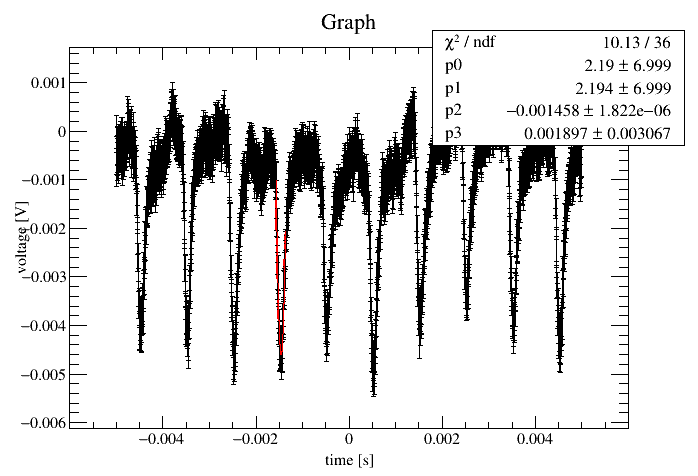 Graph
χ² / ndf 10.13 / 36
p0 2.19 ± 6.999
p1 2.194 ± 6.999
p2 −0.001458 ± 1.822e−06
p3 0.001897 ± 0.003067
0.001
0
−0.001
−0.002
−0.003
−0.004
−0.005
−0.006
voltage [V]
−0.004 −0.002 0 0.002 0.004
time [s]